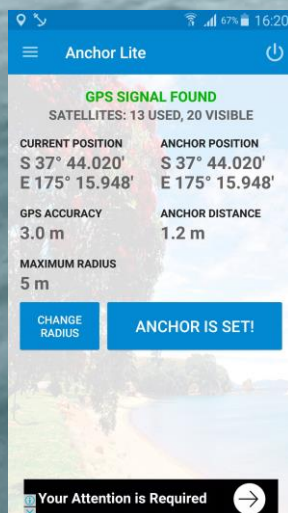 67% 16:20
Anchor Lite
GPS SIGNAL FOUND
SATELLITES: 13 USED, 20 VISIBLE
CURRENT POSITION ANCHOR POSITION
S 37° 44.020' S 37° 44.020'
E 175° 15.948' E 175° 15.948'
GPS ACCURACY ANCHOR DISTANCE
3.0 m 1.2 m
MAXIMUM RADIUS
5 m
CHANGE
RADIUS
ANCHOR IS SET!
Your Attention is Required